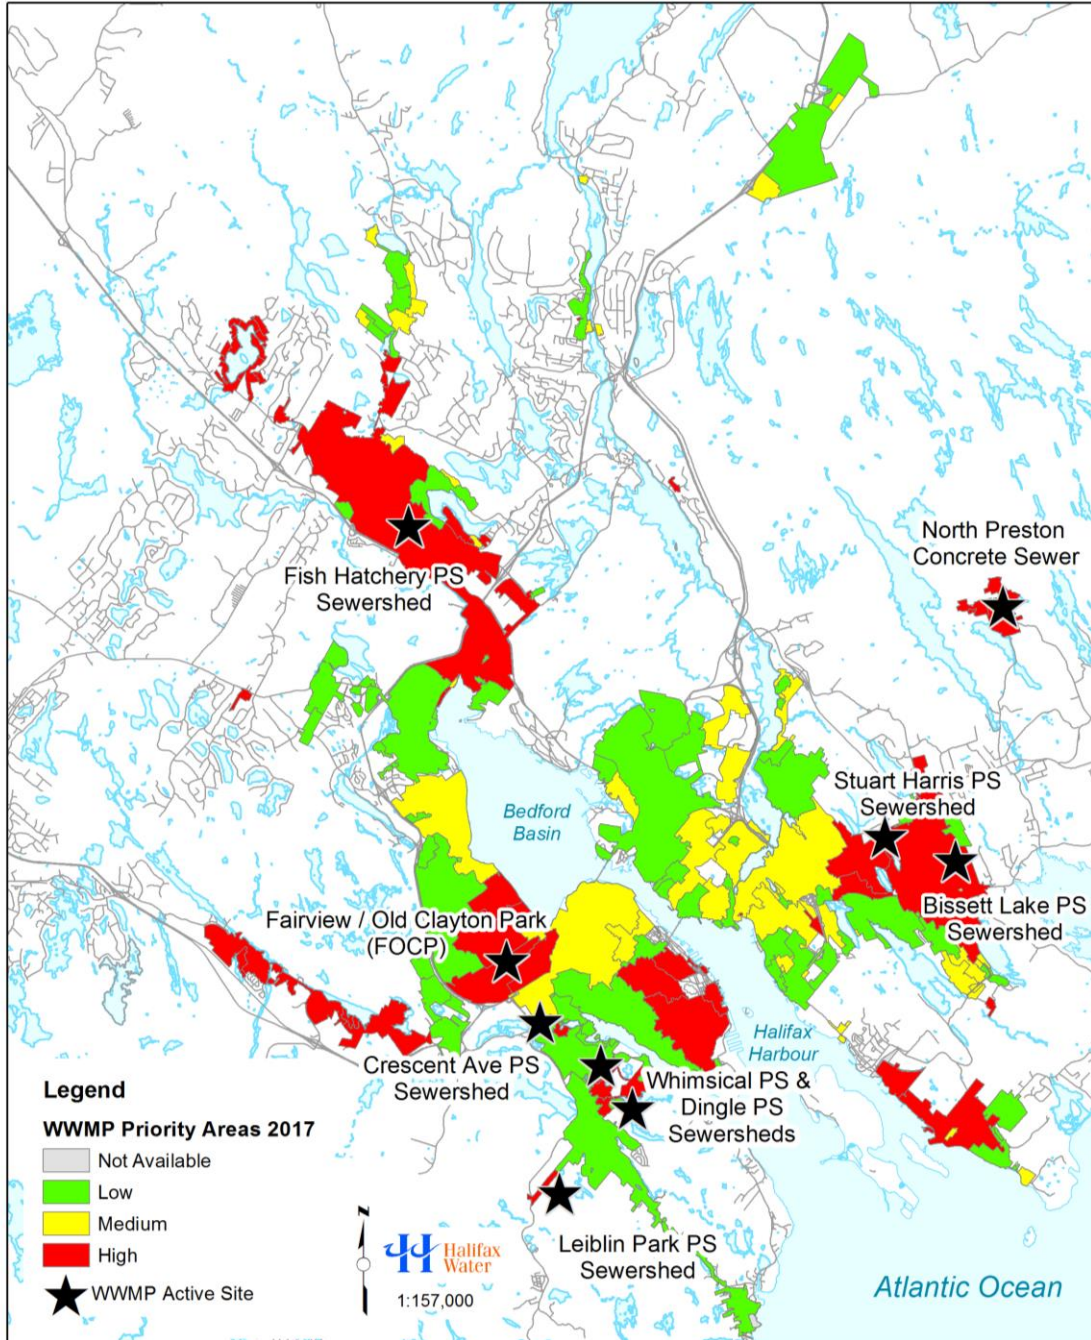 North Preston
Concrete Sewer
Fish Hatchery PS
Sewershed
Stuart Harris PS
Sewershed
Bedford
Basin
Bissett Lake PS
Sewershed
Fairview / Old Clayton Park
(FOCP)
Halifax
Harbour
Crescent Ave PS
Sewershed
Whimsical PS &
Dingle PS
Sewersheds
Leiblin Park PS
Sewershed
Atlantic Ocean
Legend
WWMP Priority Areas 2017
Not Available
Low
Medium
High
WWMP Active Site
Z
Halifax
Water
1:157,000